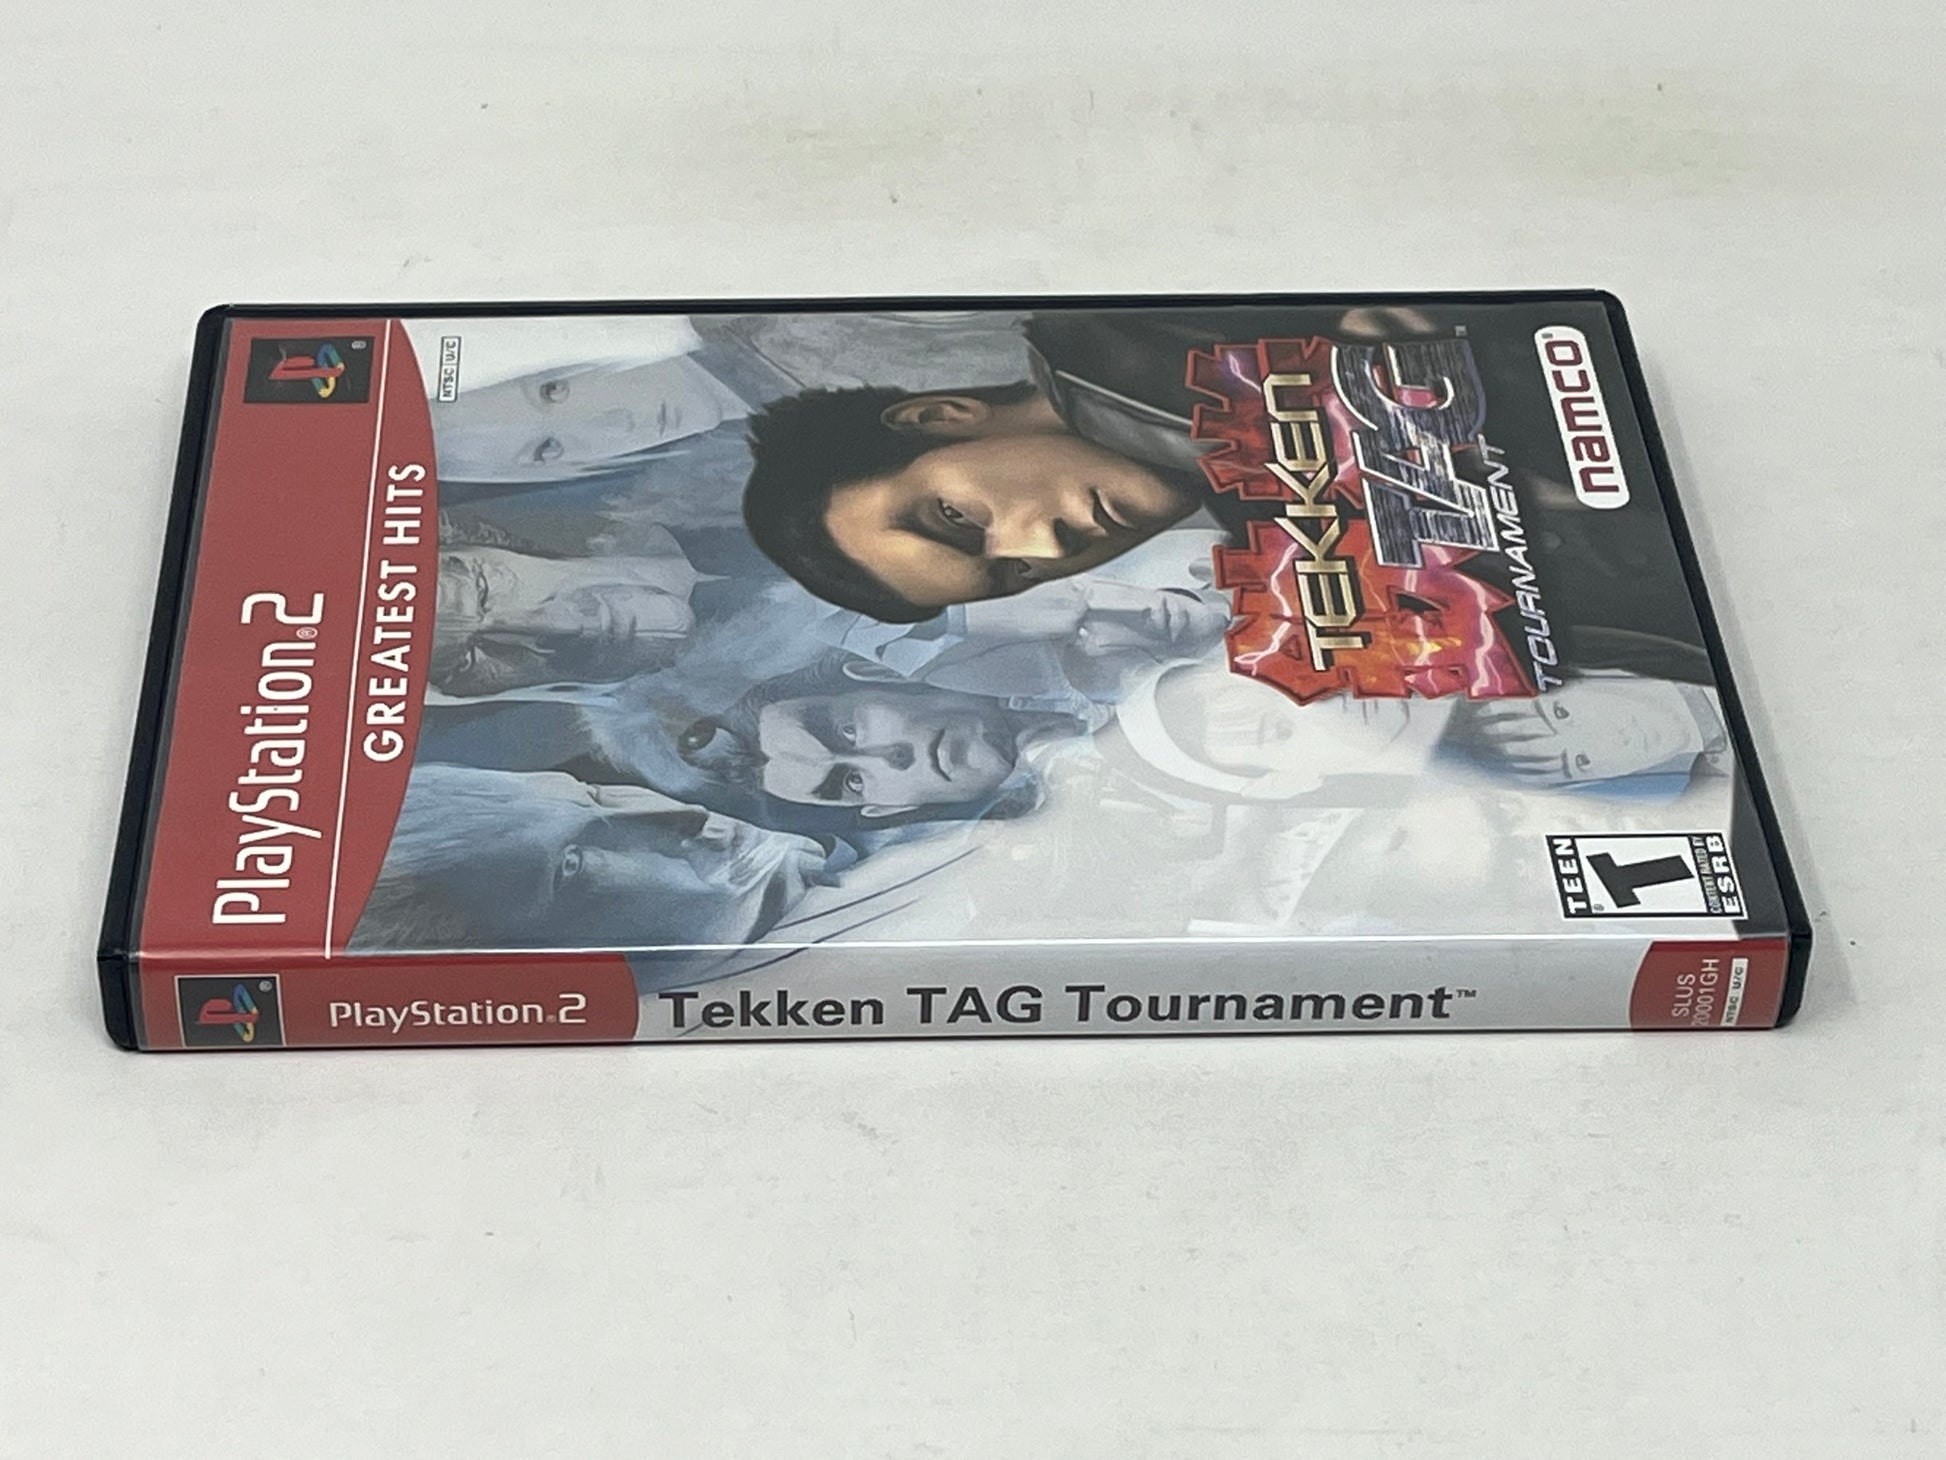 PlayStation®2
®
GREATEST HITS
NTSC U/C
TEKKEN
TAG™
TOURNAMENT
namco®
TEEN
T
®
CONTENT RATED BY
ESRB
®
PlayStation®2
Tekken TAG Tournament™
SLUS
20001GH
NTSC U/C